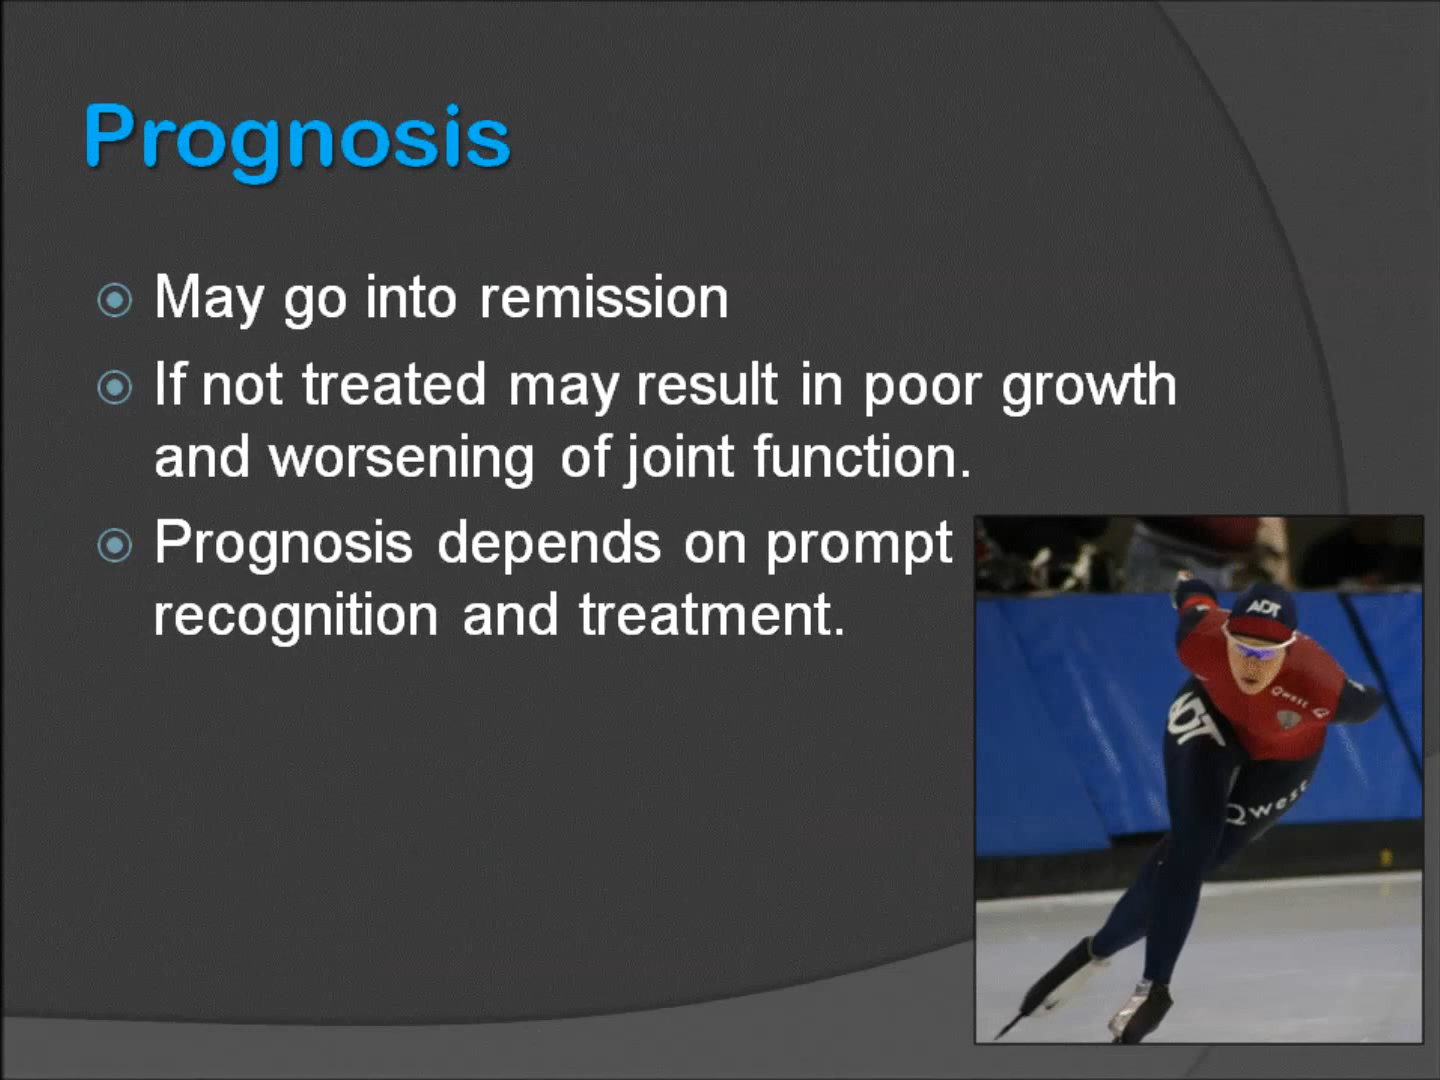 Prognosis
May go into remission
If not treated may result in poor growth
and worsening of joint function.
Prognosis depends on prompt
recognition and treatment.
ADT
Qwest Q
ADT
Qwest